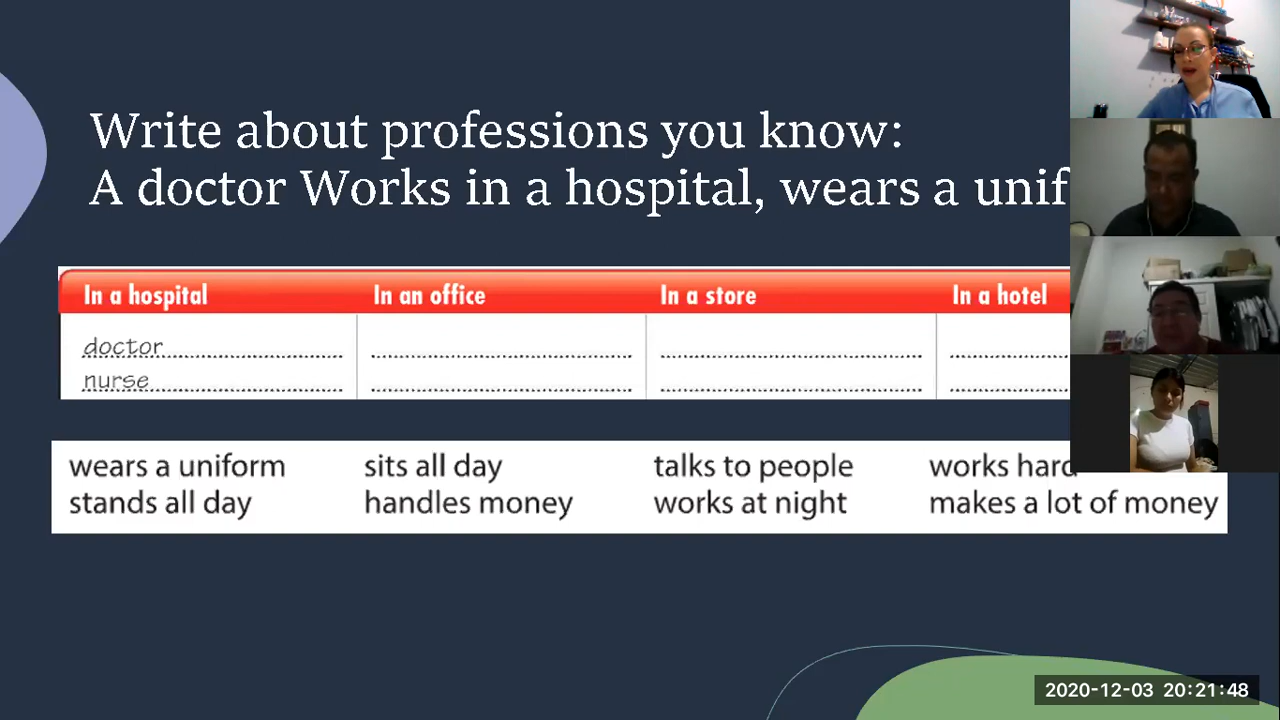 Write about professions you know:
A doctor Works in a hospital, wears a unif
In a hospital In an office In a store In a hotel
doctor
nurse
wears a uniform sits all day talks to people works hard
stands all day handles money works at night makes a lot of money
2020-12-03 20:21:48